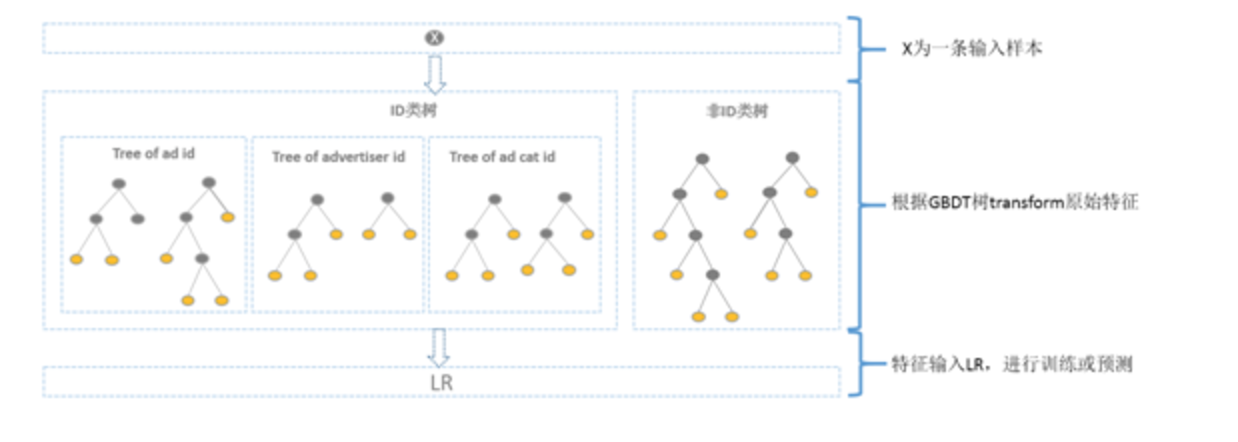 X
X为一条输入样本
ID类树
非ID类树
Tree of ad id
Tree of advertiser id
Tree of ad cat id
根据GBDT树transform原始特征
特征输入LR，进行训练或预测
LR